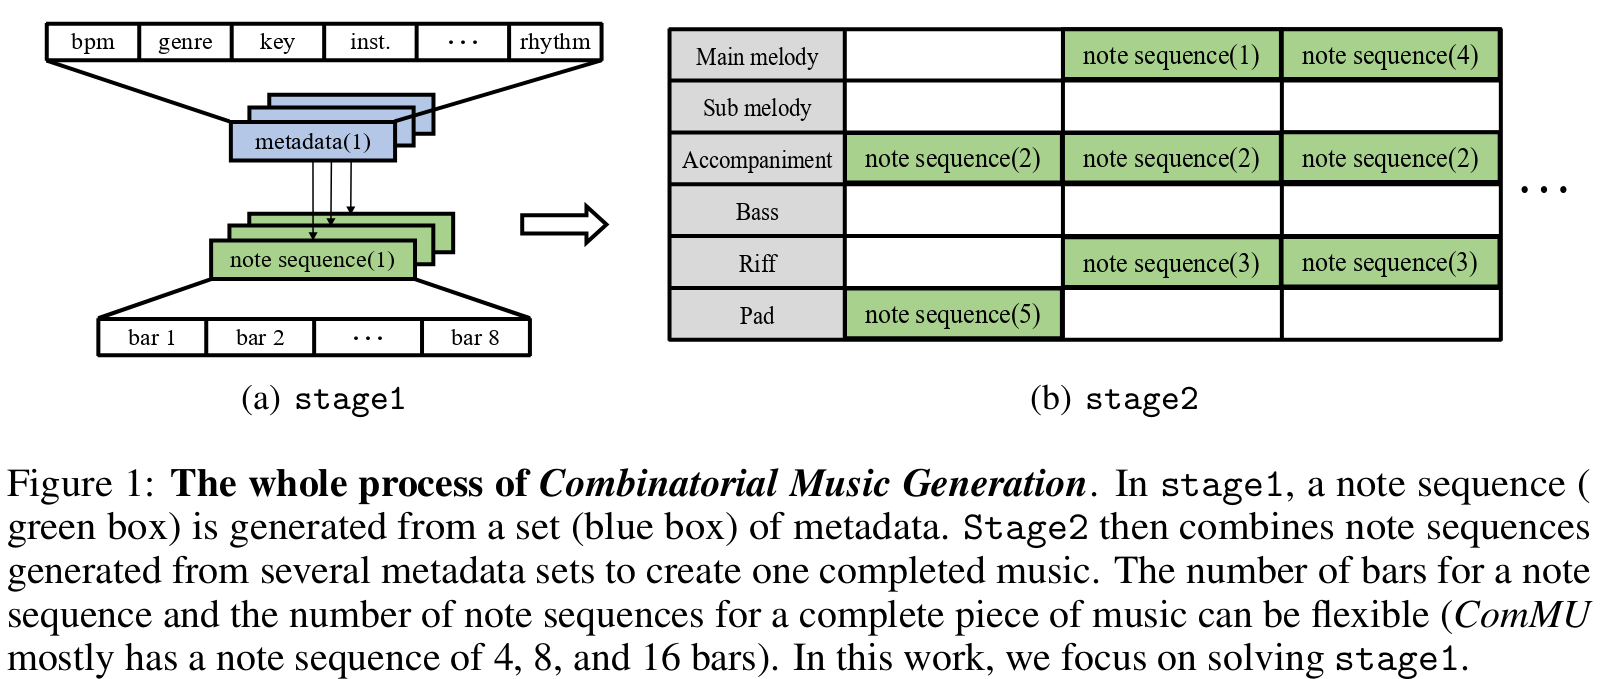 bpm genre key inst. ··· rhythm
metadata(1)
note sequence(1)
bar 1 bar 2 ··· bar 8
(a) stage1
Main melody note sequence(1) note sequence(4)
Sub melody
Accompaniment note sequence(2) note sequence(2) note sequence(2)
···
Bass
Riff note sequence(3) note sequence(3)
Pad note sequence(5)
(b) stage2
Figure 1: The whole process of Combinatorial Music Generation. In stage1, a note sequence (
green box) is generated from a set (blue box) of metadata. Stage2 then combines note sequences
generated from several metadata sets to create one completed music. The number of bars for a note
sequence and the number of note sequences for a complete piece of music can be flexible (ComMU
mostly has a note sequence of 4, 8, and 16 bars). In this work, we focus on solving stage1.